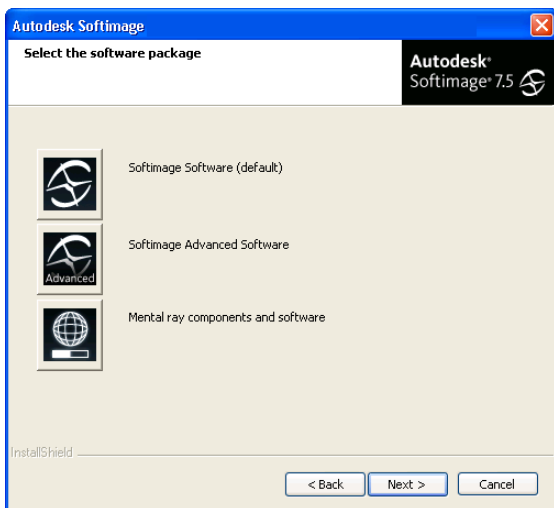 Autodesk Softimage
Select the software package
Autodesk®
Softimage® 7.5
Softimage Software (default)
Softimage Advanced Software
Advanced
Mental ray components and software
InstallShield
< Back
Next >
Cancel